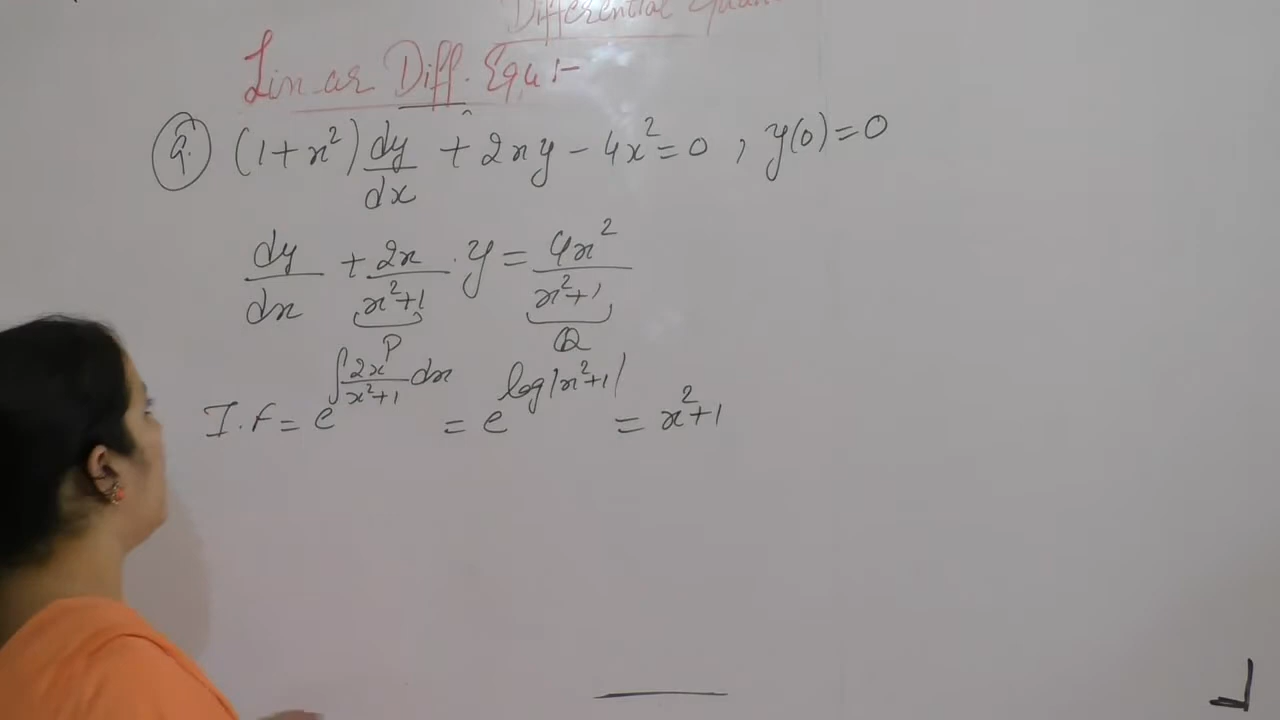 Differential
Linear Diff. Equ :-
Q. (1+x²) dy/dx + 2xy - 4x² = 0 , y(0) = 0
dy/dx + 2x/(x²+1) . y = 4x²/(x²+1)
P Q
I.F = e^∫2x/(x²+1) dx = e^log|x²+1| = x²+1